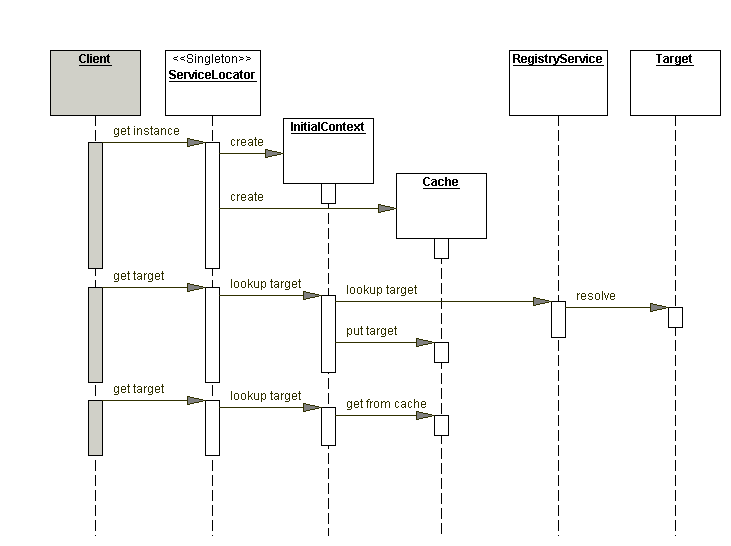 Client
<<Singleton>>
ServiceLocator
RegistryService
Target
get instance
InitialContext
create
Cache
create
get target
lookup target
lookup target
resolve
put target
get target
lookup target
get from cache